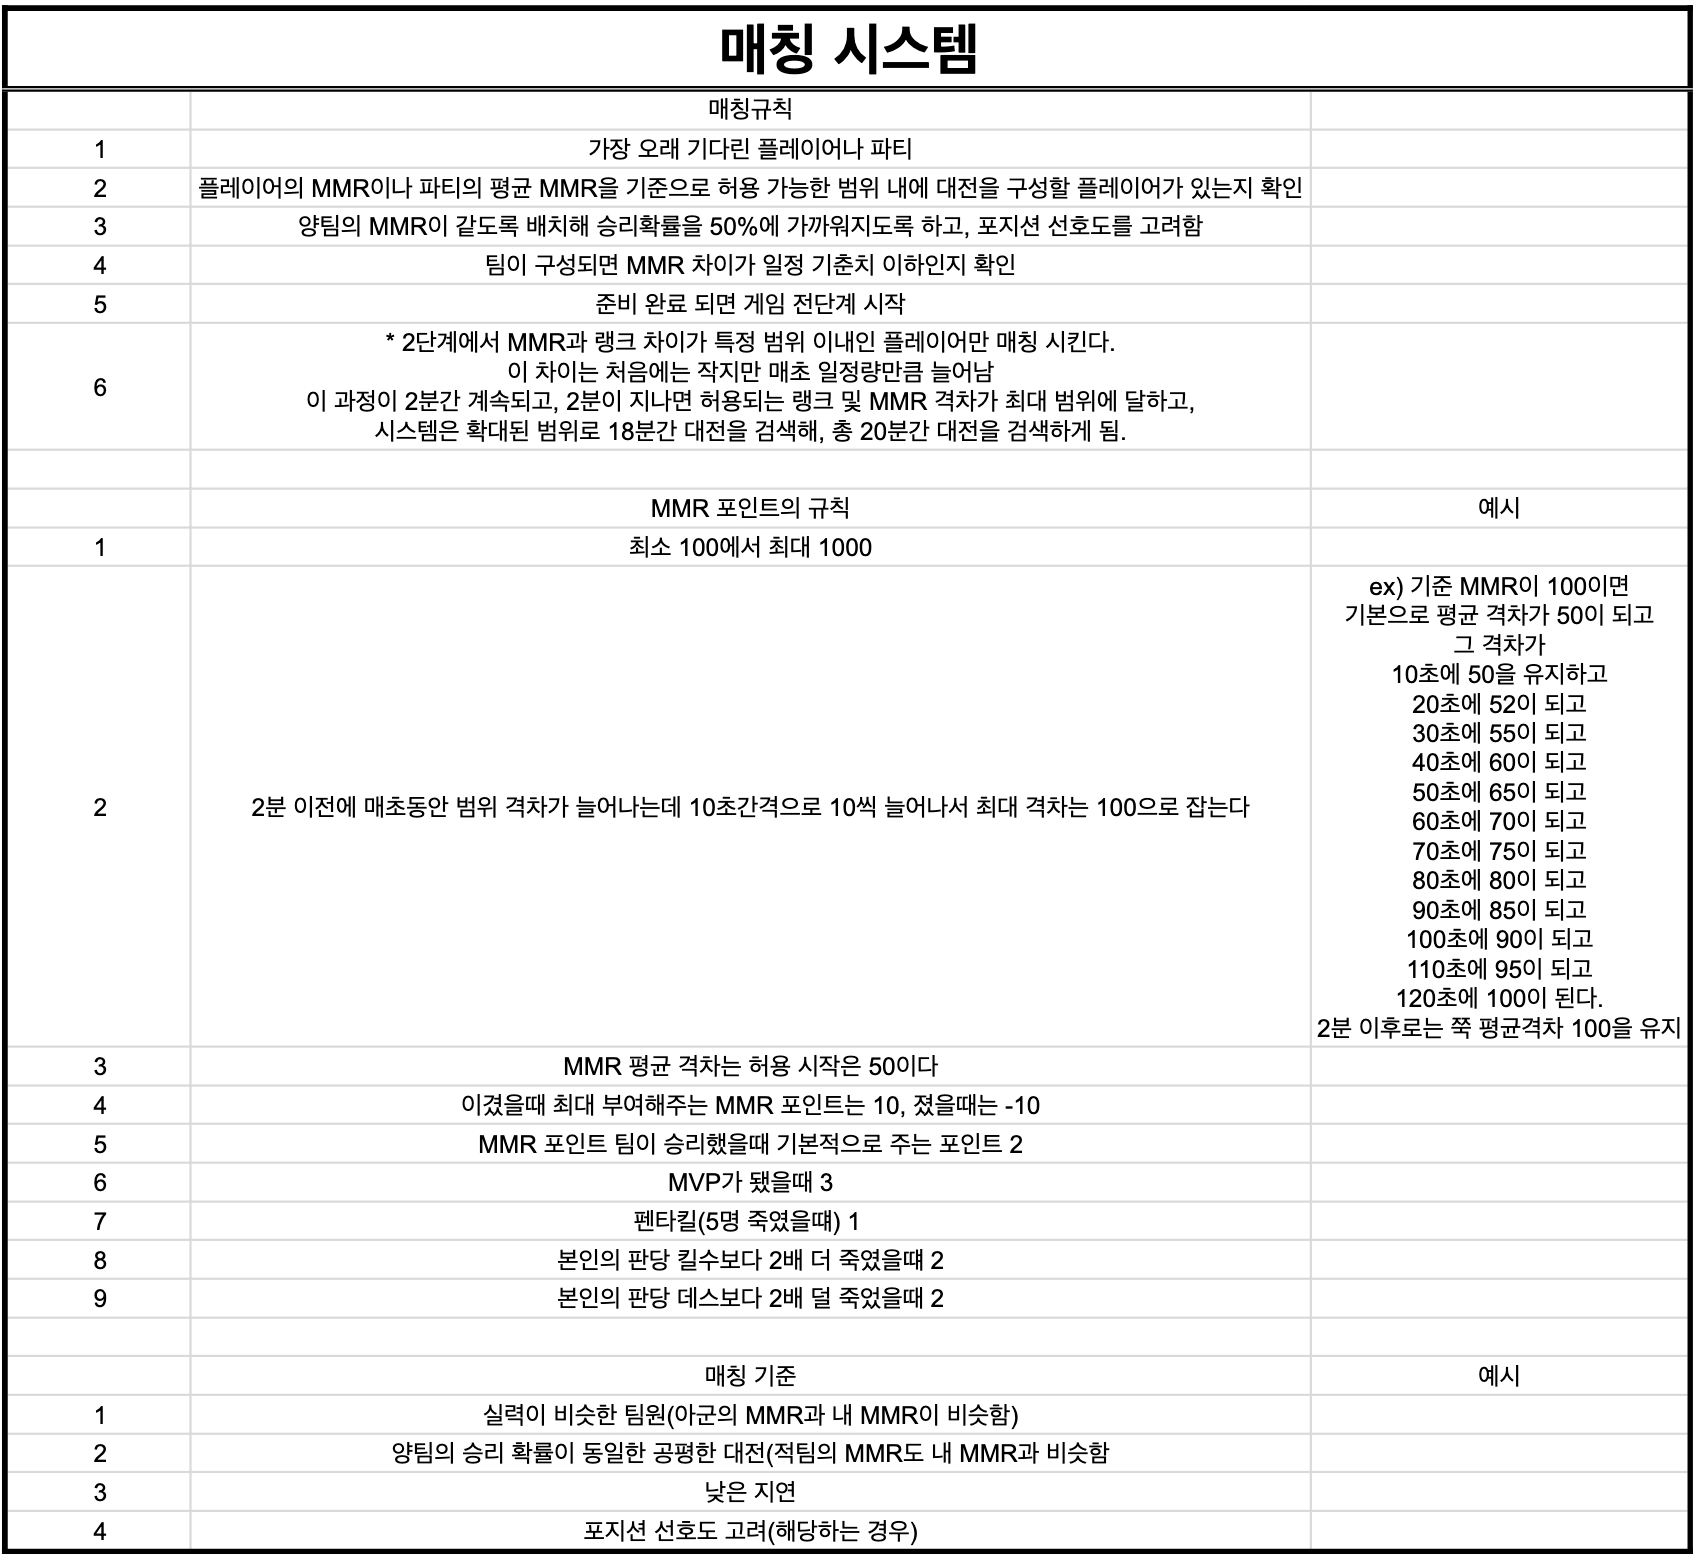 매칭 시스템
매칭규칙
1 가장 오래 기다린 플레이어나 파티
2 플레이어의 MMR이나 파티의 평균 MMR을 기준으로 허용 가능한 범위 내에 대전을 구성할 플레이어가 있는지 확인
3 양팀의 MMR이 같도록 배치해 승리확률을 50%에 가까워지도록 하고, 포지션 선호도를 고려함
4 팀이 구성되면 MMR 차이가 일정 기춘치 이하인지 확인
5 준비 완료 되면 게임 전단계 시작
6 * 2단계에서 MMR과 랭크 차이가 특정 범위 이내인 플레이어만 매칭 시킨다.
이 차이는 처음에는 작지만 매초 일정량만큼 늘어남
이 과정이 2분간 계속되고, 2분이 지나면 허용되는 랭크 및 MMR 격차가 최대 범위에 달하고,
시스템은 확대된 범위로 18분간 대전을 검색해, 총 20분간 대전을 검색하게 됨.
MMR 포인트의 규칙 예시
1 최소 100에서 최대 1000
2 2분 이전에 매초동안 범위 격차가 늘어나는데 10초간격으로 10씩 늘어나서 최대 격차는 100으로 잡는다
ex) 기준 MMR이 100이면
기본으로 평균 격차가 50이 되고
그 격차가
10초에 50을 유지하고
20초에 52이 되고
30초에 55이 되고
40초에 60이 되고
50초에 65이 되고
60초에 70이 되고
70초에 75이 되고
80초에 80이 되고
90초에 85이 되고
100초에 90이 되고
110초에 95이 되고
120초에 100이 된다.
2분 이후로는 쭉 평균격차 100을 유지
3 MMR 평균 격차는 허용 시작은 50이다
4 이겼을때 최대 부여해주는 MMR 포인트는 10, 졌을때는 -10
5 MMR 포인트 팀이 승리했을때 기본적으로 주는 포인트 2
6 MVP가 됐을때 3
7 펜타킬(5명 죽였을떄) 1
8 본인의 판당 킬수보다 2배 더 죽였을떄 2
9 본인의 판당 데스보다 2배 덜 죽었을때 2
매칭 기준 예시
1 실력이 비슷한 팀원(아군의 MMR과 내 MMR이 비슷함)
2 양팀의 승리 확률이 동일한 공평한 대전(적팀의 MMR도 내 MMR과 비슷함
3 낮은 지연
4 포지션 선호도 고려(해당하는 경우)